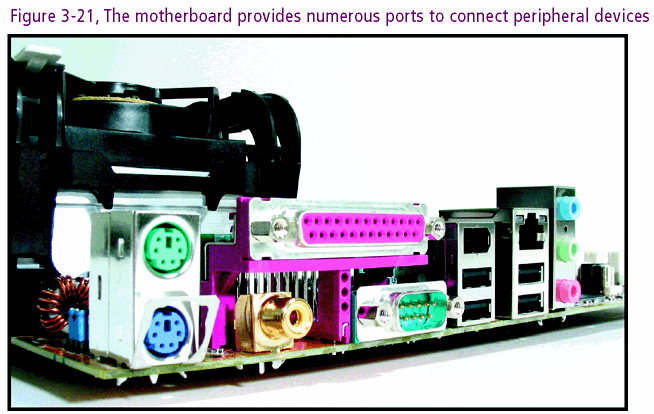 Figure 3-21, The motherboard provides numerous ports to connect peripheral devices